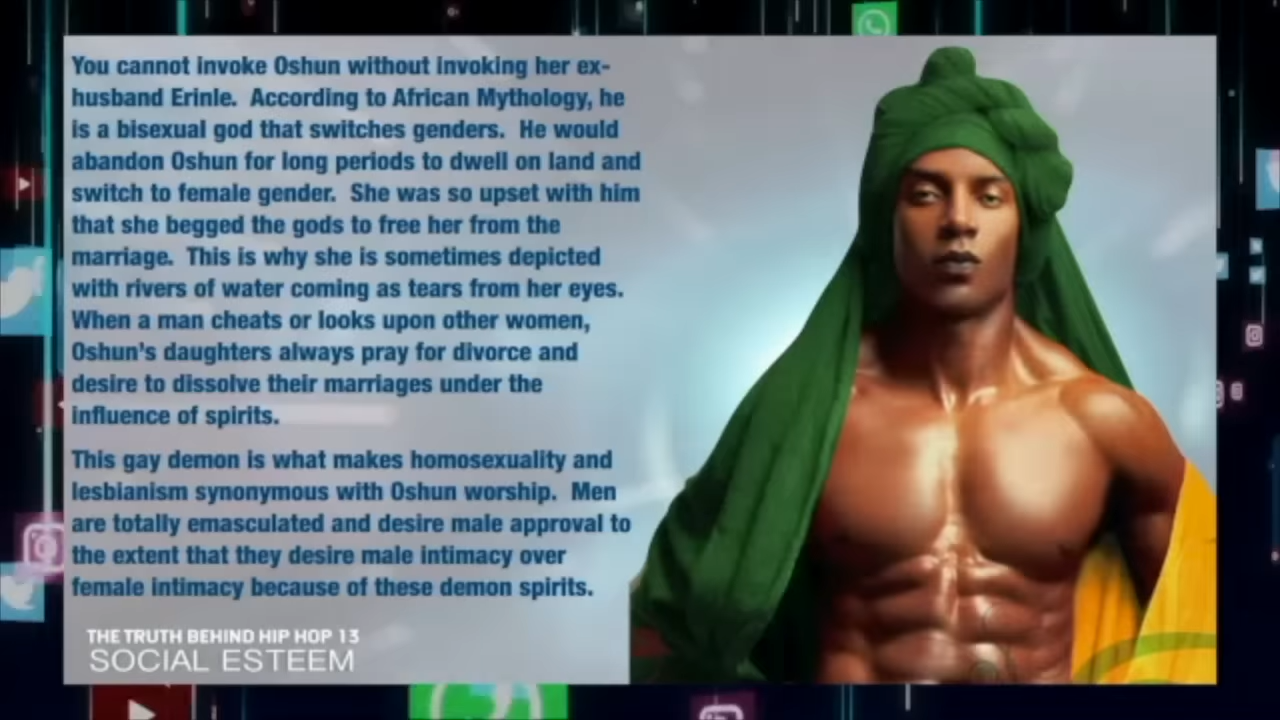 You cannot invoke Oshun without invoking her ex-
husband Erinle.  According to African Mythology, he
is a bisexual god that switches genders.  He would
abandon Oshun for long periods to dwell on land and
switch to female gender.  She was so upset with him
that she begged the gods to free her from the
marriage.  This is why she is sometimes depicted
with rivers of water coming as tears from her eyes.
When a man cheats or looks upon other women,
Oshun's daughters always pray for divorce and
desire to dissolve their marriages under the
influence of spirits.
This gay demon is what makes homosexuality and
lesbianism synonymous with Oshun worship.  Men
are totally emasculated and desire male approval to
the extent that they desire male intimacy over
female intimacy because of these demon spirits.
THE TRUTH BEHIND HIP HOP 13
SOCIAL ESTEEM